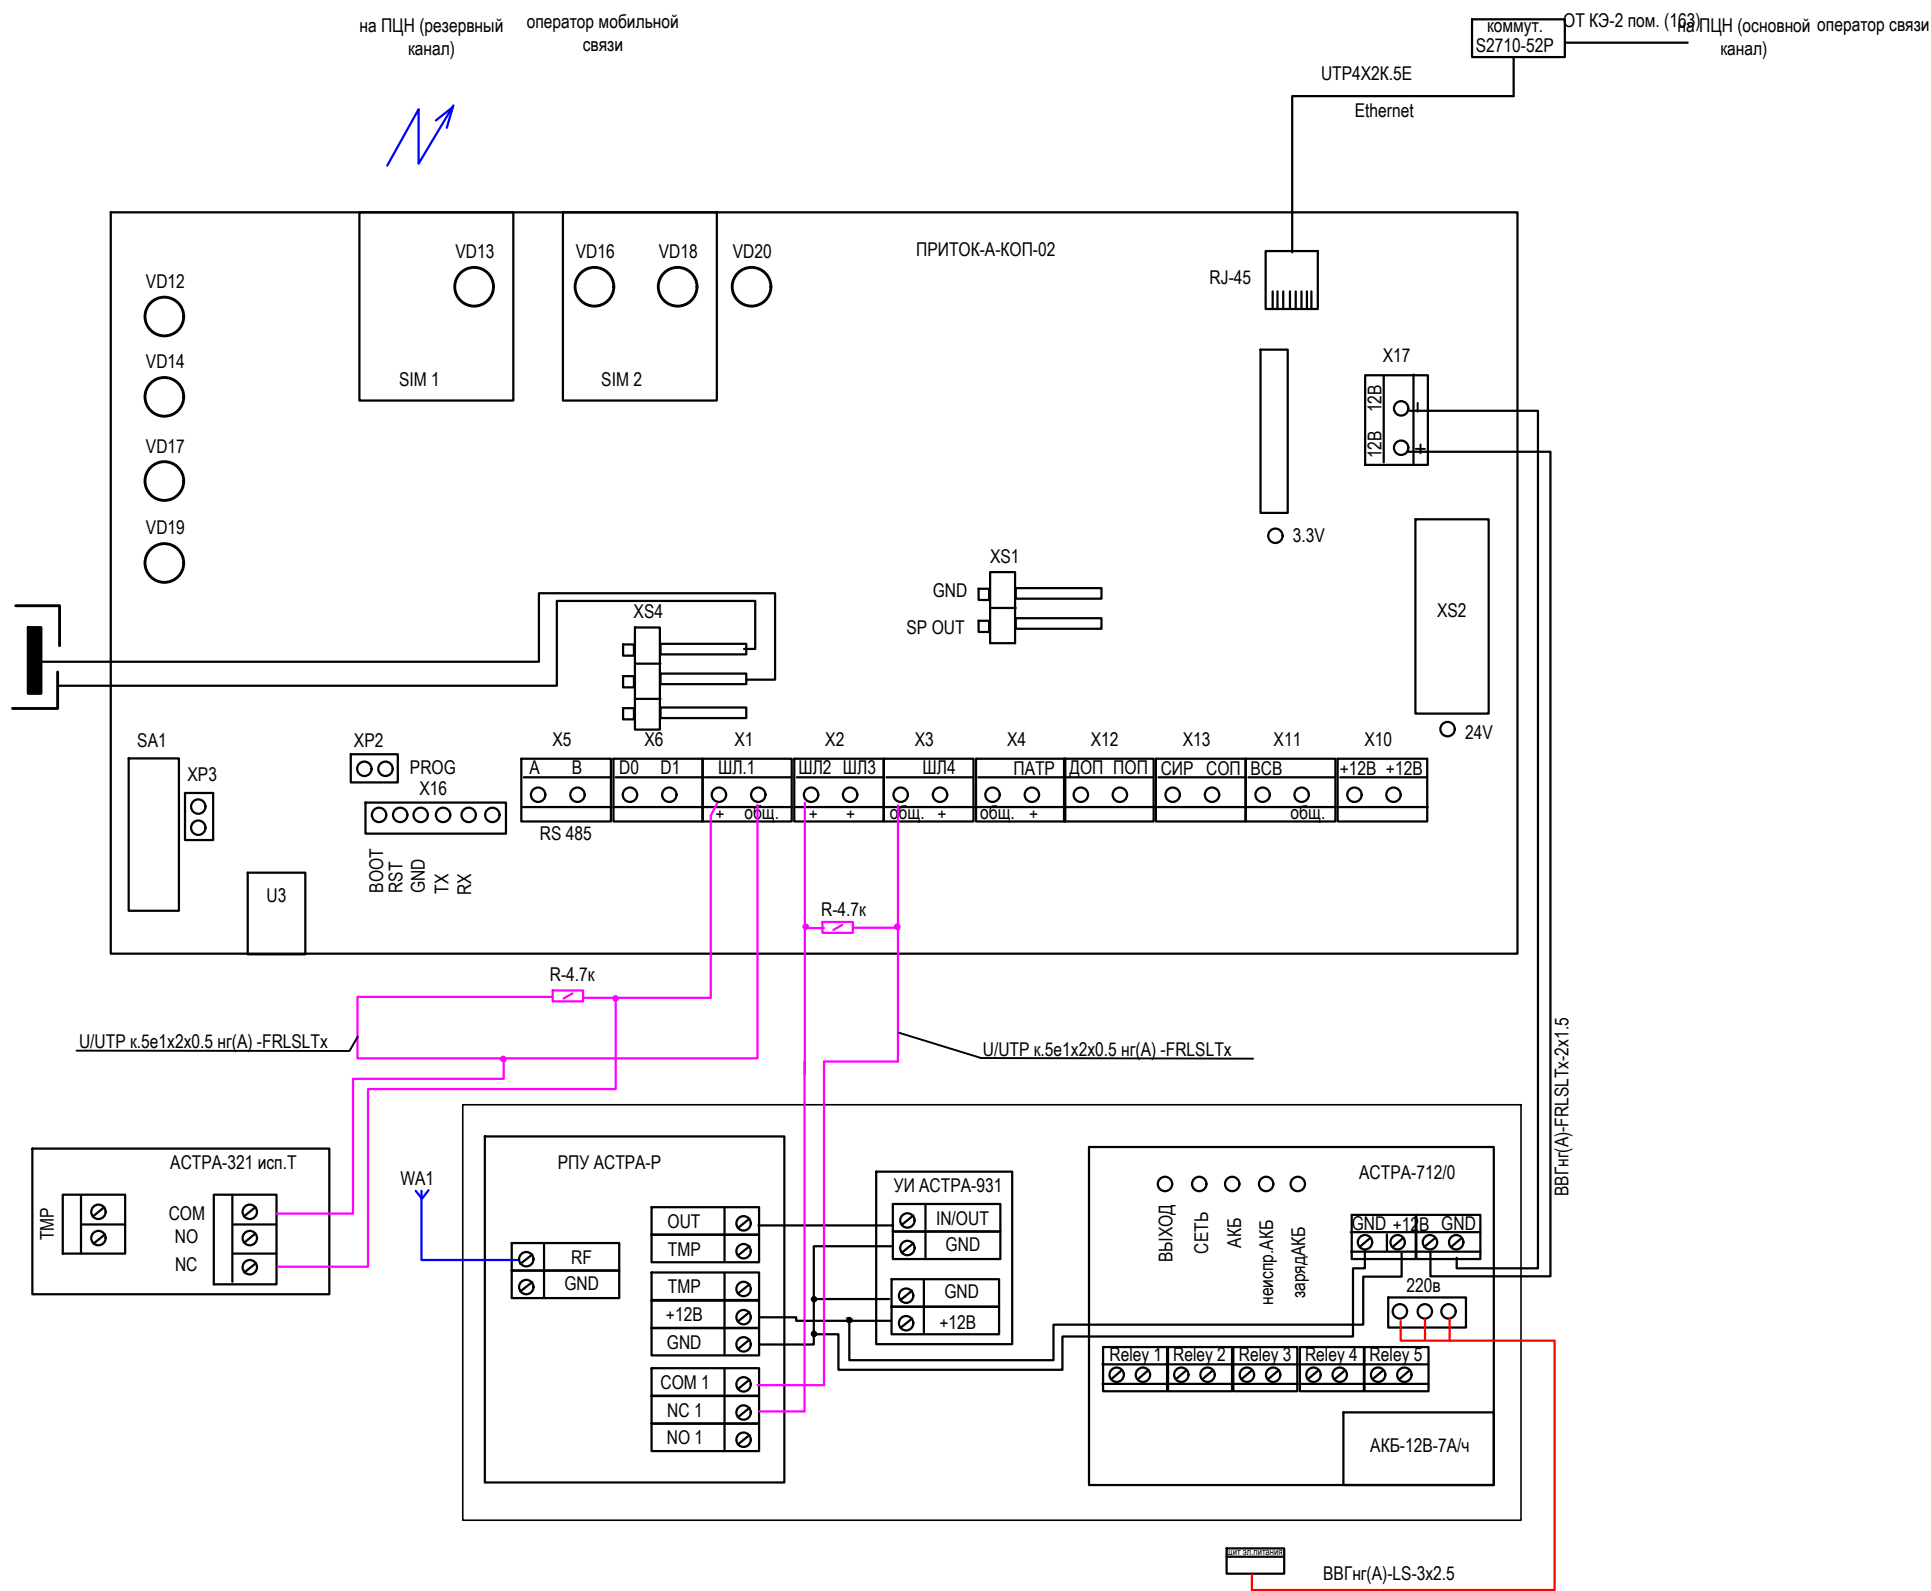 на ПЦН (резервный
канал)
оператор мобильной
связи
коммут.
S2710-52P
ОТ КЭ-2 пом. (163)
на ПЦН (основной
канал)
оператор связи
UTP4X2K.5E
Ethernet
ПРИТОК-А-КОП-02
VD12
VD14
VD17
VD19
VD13
SIM 1
VD16
VD18
SIM 2
VD20
RJ-45
X17
12В
12В
-
+
3.3V
XS1
GND
SP OUT
XS2
24V
XS4
SA1
XP3
XP2
PROG
X16
BOOT
RST
GND
TX
RX
U3
X5
X6
X1
X2
X3
X4
X12
X13
X11
X10
A B
D0 D1
ШЛ.1
ШЛ2 ШЛ3
ШЛ4
ПАТР
ДОП ПОП
СИР СОП
ВСВ
+12В +12В
+ общ.
+ +
общ. +
общ. +
общ.
RS 485
R-4.7к
R-4.7к
U/UTP к.5е1х2х0.5 нг(А) -FRLSLTx
U/UTP к.5е1х2х0.5 нг(А) -FRLSLTx
ВВГнг(А)-FRLSLTx-2x1.5
АСТРА-321 исп.Т
TMP
COM
NO
NC
WA1
РПУ АСТРА-Р
RF
GND
OUT
TMP
TMP
+12В
GND
COM 1
NC 1
NO 1
УИ АСТРА-931
IN/OUT
GND
GND
+12В
АСТРА-712/0
ВЫХОД
СЕТЬ
АКБ
неиспр.АКБ
зарядАКБ
GND +12В GND
220в
Reley 1
Reley 2
Reley 3
Reley 4
Reley 5
АКБ-12В-7А/ч
щит эл.питания
ВВГнг(А)-LS-3x2.5